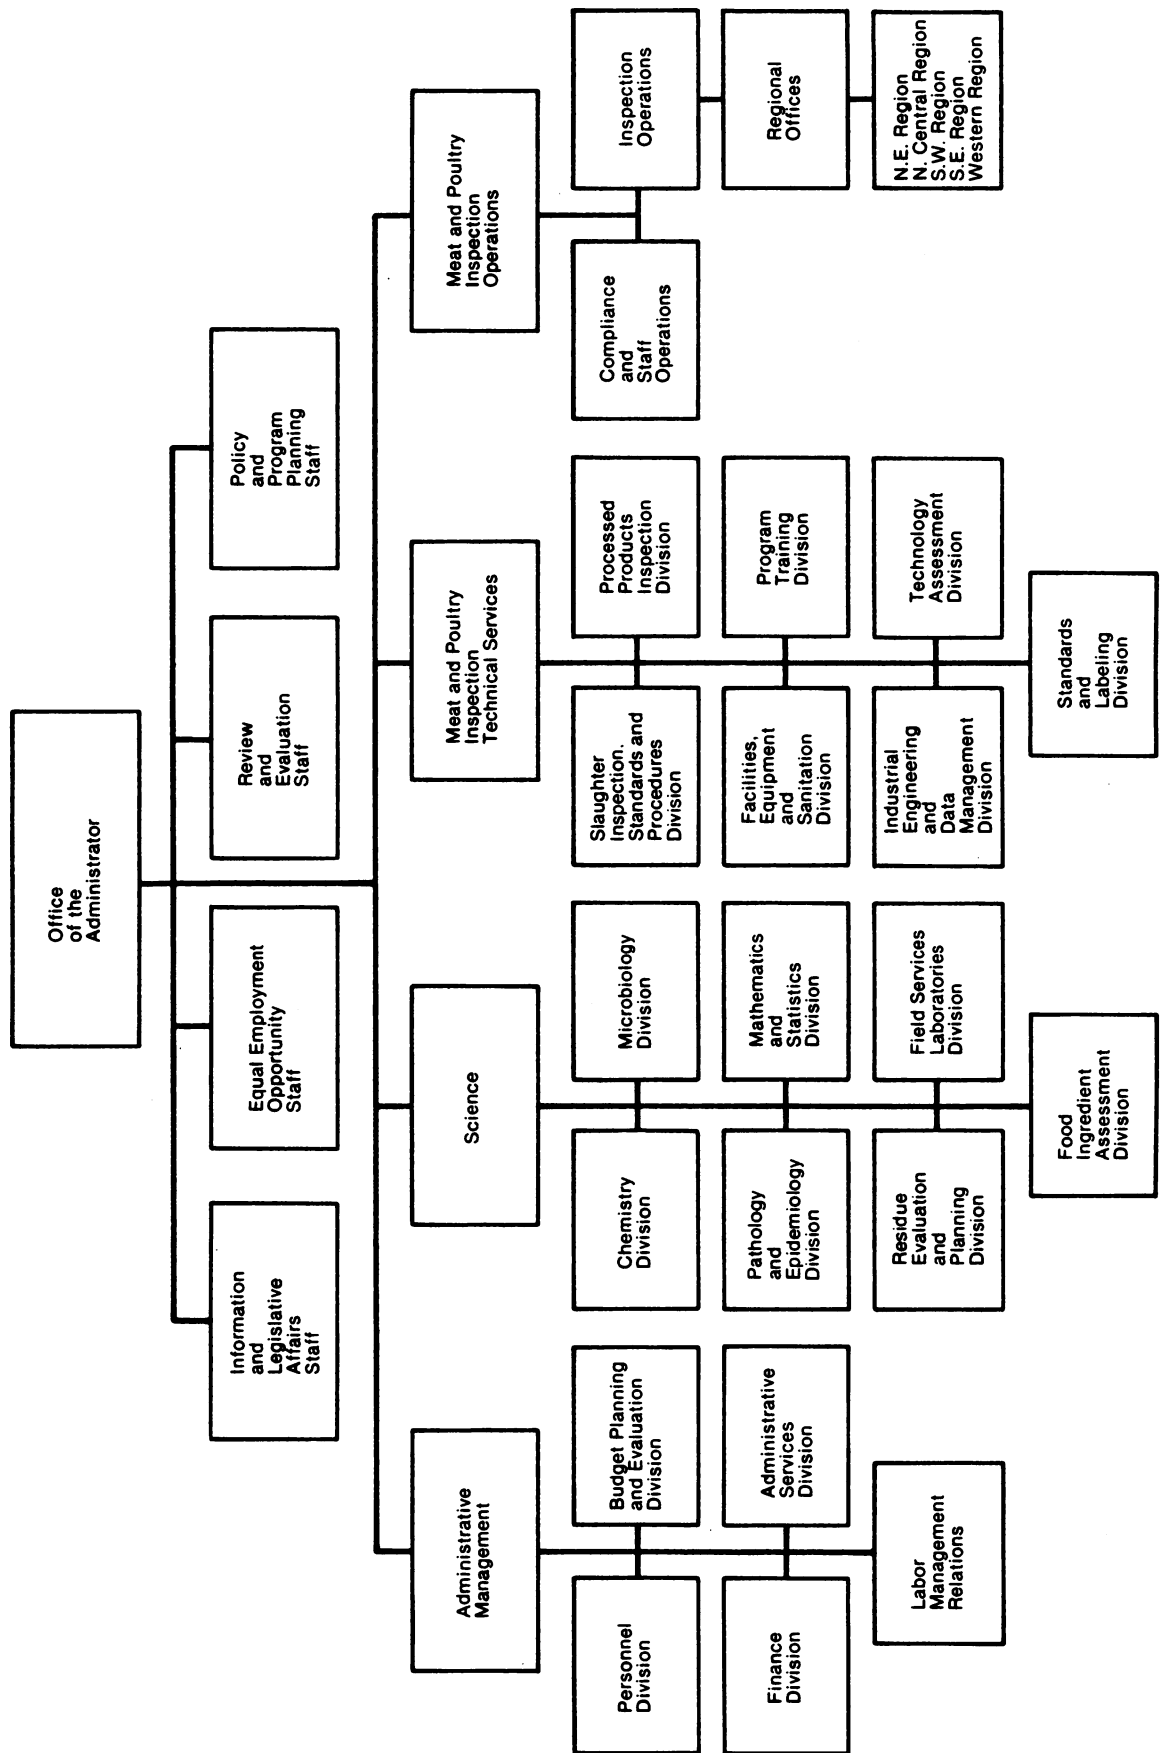 Office
of the
Administrator
Information
and
Legislative
Affairs
Staff
Equal Employment
Opportunity
Staff
Review
and
Evaluation
Staff
Policy
and
Program
Planning
Staff
Administrative
Management
Science
Meat and Poultry
Inspection
Technical Services
Meat and Poultry
Inspection
Operations
Personnel
Division
Budget Planning
and Evaluation
Division
Finance
Division
Administrative
Services
Division
Labor
Management
Relations
Chemistry
Division
Microbiology
Division
Pathology
and
Epidemiology
Division
Mathematics
and
Statistics
Division
Residue
Evaluation
and
Planning
Division
Field Services
Laboratories
Division
Food
Ingredient
Assessment
Division
Slaughter
Inspection.
Standards and
Procedures
Division
Processed
Products
Inspection
Division
Facilities,
Equipment
and
Sanitation
Division
Program
Training
Division
Industrial
Engineering
and
Data
Management
Division
Technology
Assessment
Division
Standards
and
Labeling
Division
Compliance
and
Staff
Operations
Inspection
Operations
Regional
Offices
N.E. Region
N. Central Region
S.W. Region
S.E. Region
Western Region